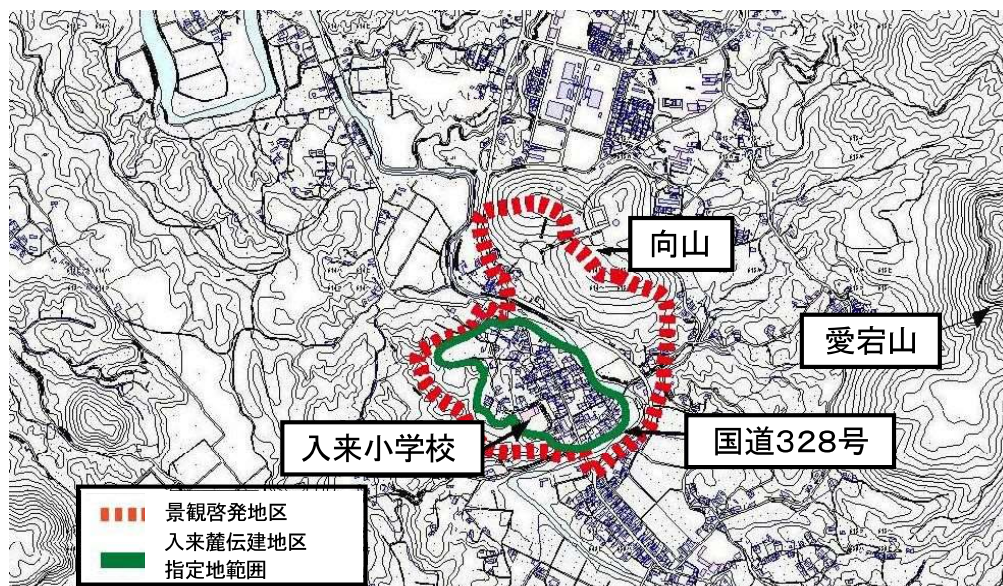 向山
愛宕山
入来小学校
国道328号
景観啓発地区
入来麓伝建地区
指定地範囲